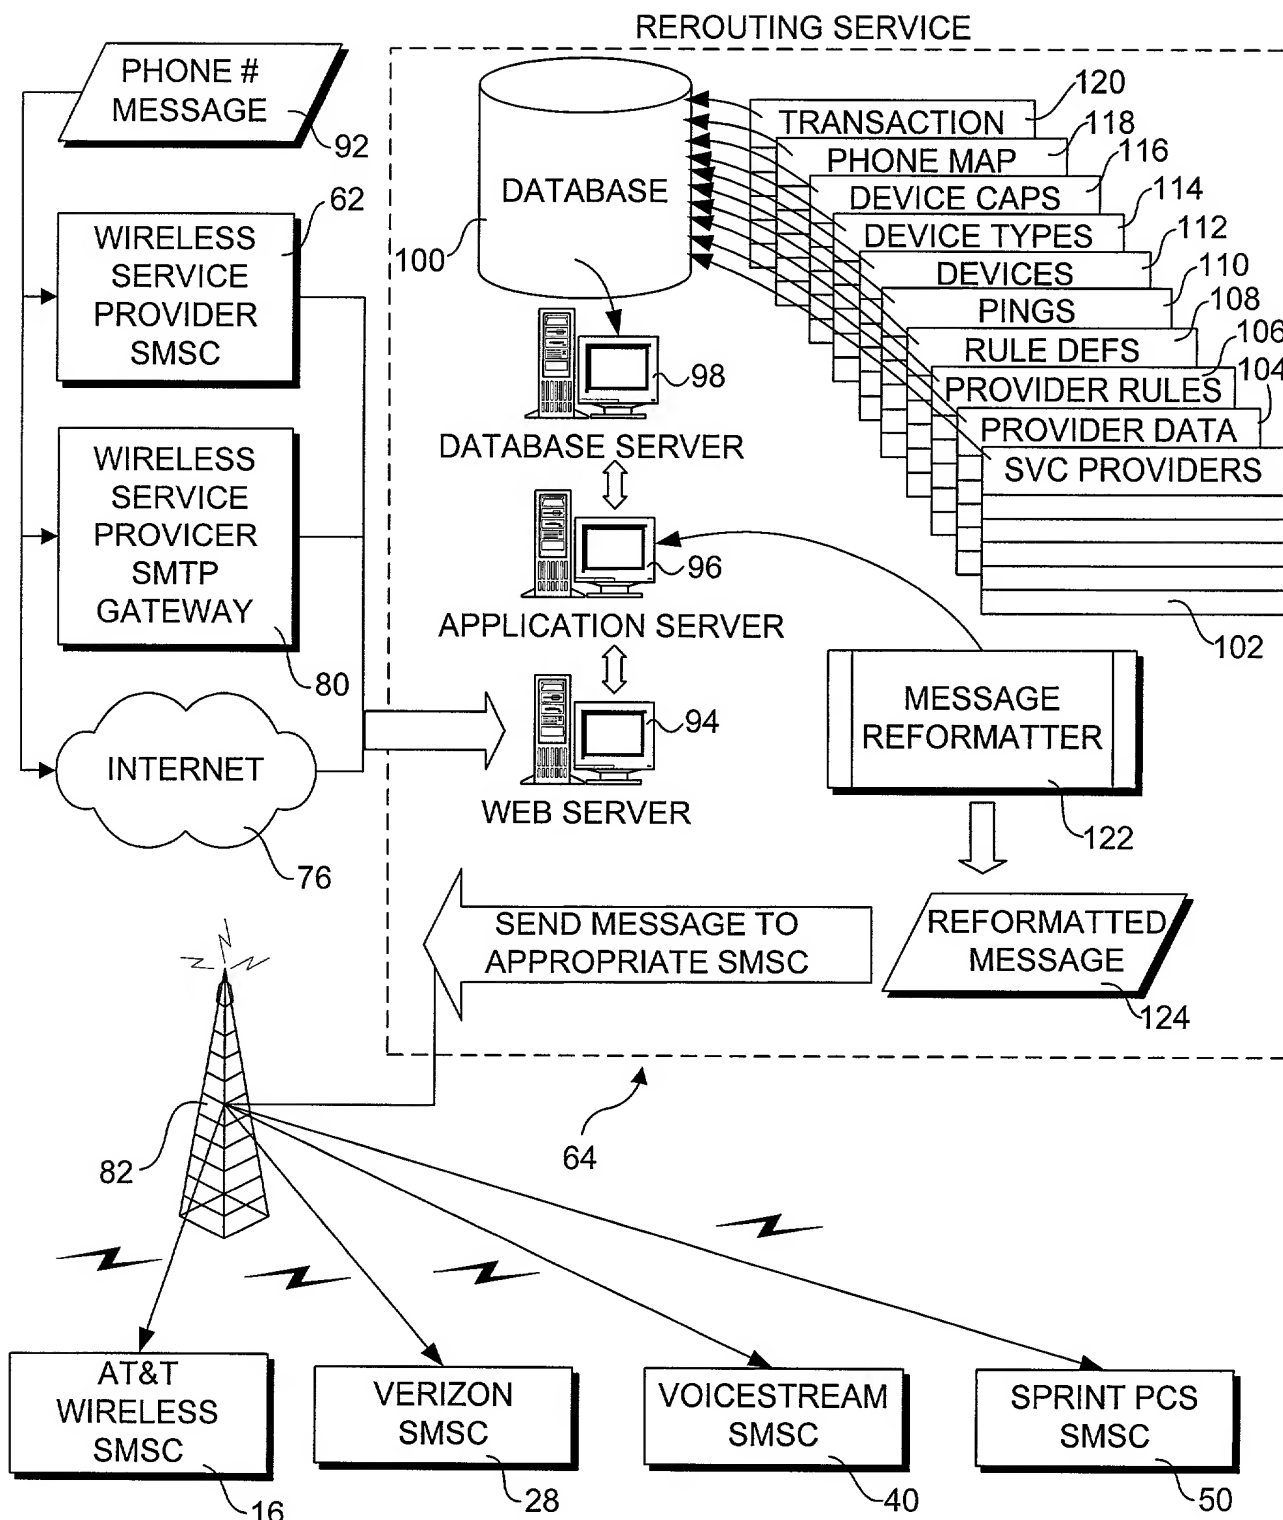 REROUTING SERVICE
PHONE #
MESSAGE
92
WIRELESS
SERVICE
PROVIDER
SMSC
62
WIRELESS
SERVICE
PROVICER
SMTP
GATEWAY
80
INTERNET
76
DATABASE
100
98
DATABASE SERVER
96
APPLICATION SERVER
94
WEB SERVER
TRANSACTION
120
PHONE MAP
118
DEVICE CAPS
116
DEVICE TYPES
114
DEVICES
112
PINGS
110
RULE DEFS
108
PROVIDER RULES
106
PROVIDER DATA
104
SVC PROVIDERS
102
MESSAGE
REFORMATTER
122
REFORMATTED
MESSAGE
124
SEND MESSAGE TO
APPROPRIATE SMSC
64
82
AT&T
WIRELESS
SMSC
16
VERIZON
SMSC
28
VOICESTREAM
SMSC
40
SPRINT PCS
SMSC
50